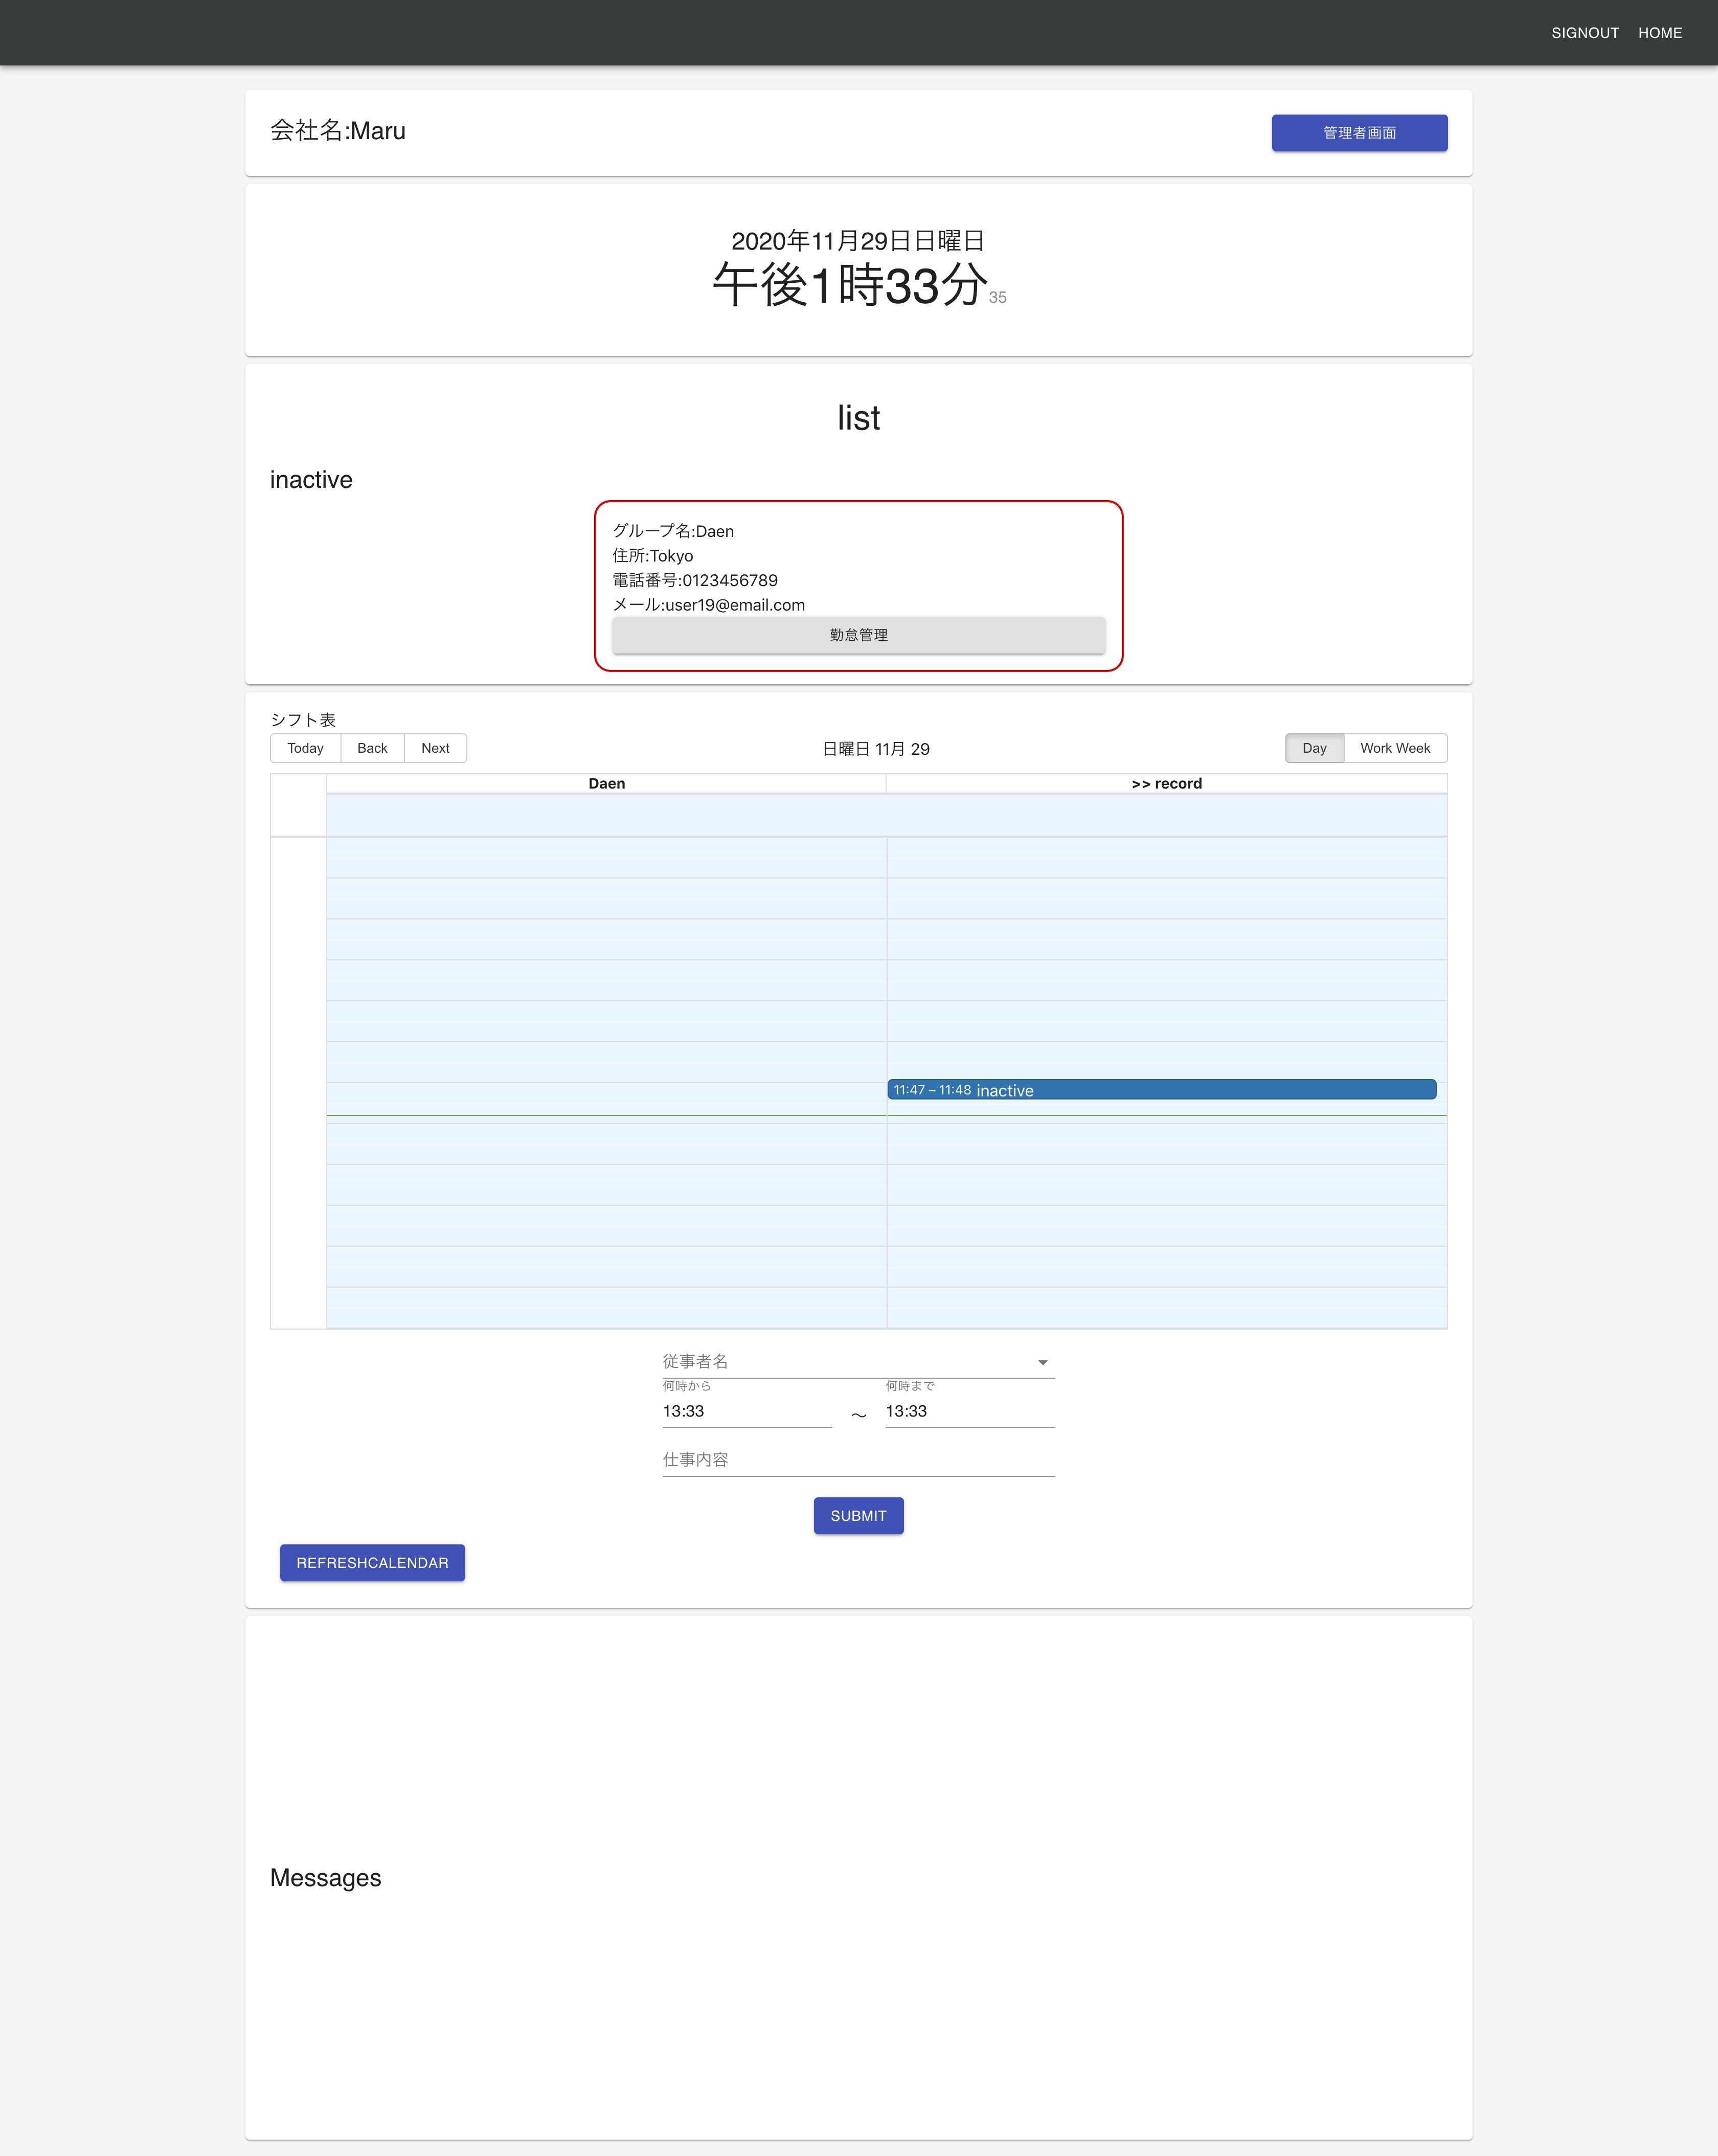 SIGNOUT HOME
会社名:Maru
管理者画面
2020年11月29日日曜日
午後1時33分35
list
inactive
グループ名:Daen
住所:Tokyo
電話番号:0123456789
メール:user19@email.com
勤怠管理
シフト表
Today Back Next
日曜日 11月 29
Day Work Week
Daen
>> record
11:47 – 11:48 inactive
従事者名
何時から 何時まで
13:33 〜 13:33
仕事内容
SUBMIT
REFRESHCALENDAR
Messages